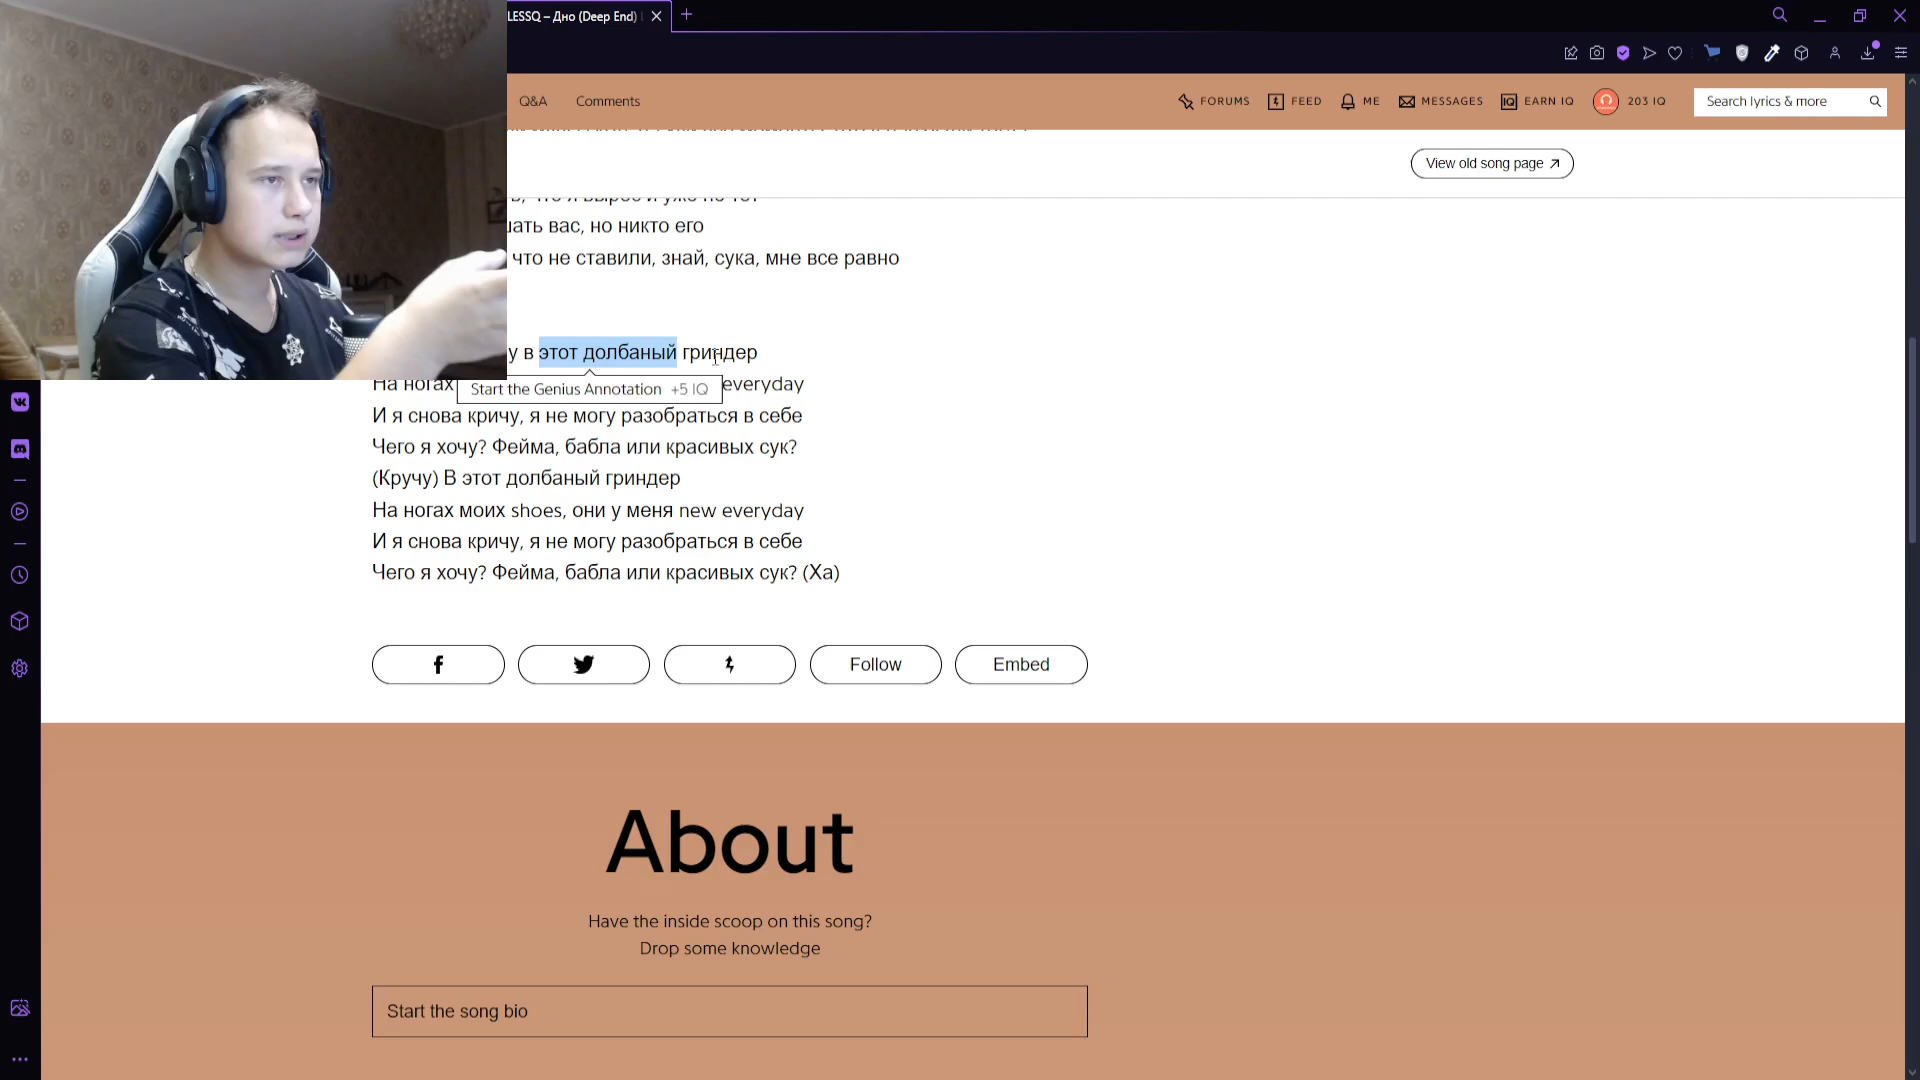 LESSQ – Дно (Deep End)
Q&A Comments FORUMS FEED ME MESSAGES EARN IQ 203 IQ Search lyrics & more
View old song page
вас, но никто его
что не ставили, знай, сука, мне все равно
у в этот долбаный гриндер
На ногах everyday
Start the Genius Annotation +5 IQ
И я снова кричу, я не могу разобраться в себе
Чего я хочу? Фейма, бабла или красивых сук?
(Кручу) В этот долбаный гриндер
На ногах моих shoes, они у меня new everyday
И я снова кричу, я не могу разобраться в себе
Чего я хочу? Фейма, бабла или красивых сук? (Ха)
Follow
Embed
About
Have the inside scoop on this song?
Drop some knowledge
Start the song bio